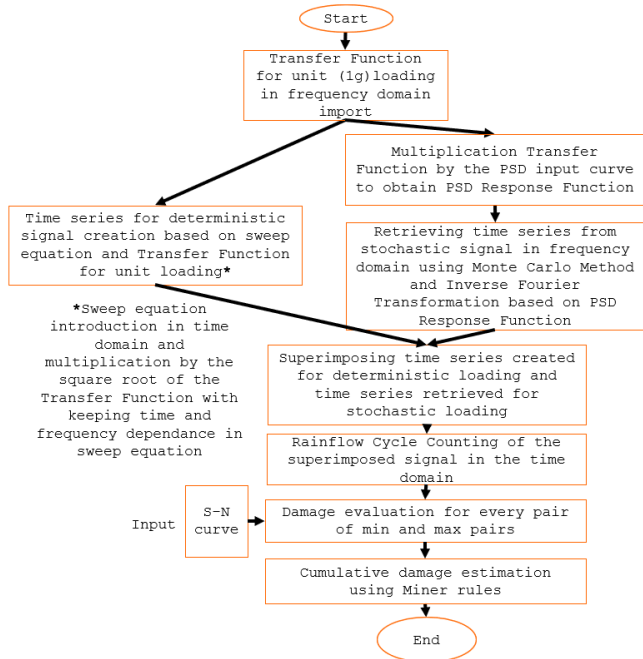 Start
Transfer Function
for unit (1g)loading
in frequency domain
import
Multiplication Transfer
Function by the PSD input curve
to obtain PSD Response Function
Time series for deterministic
signal creation based on sweep
equation and Transfer Function
for unit loading*
Retrieving time series from
stochastic signal in frequency
domain using Monte Carlo Method
and Inverse Fourier
Transformation based on PSD
Response Function
*Sweep equation
introduction in time
domain and
multiplication by the
square root of the
Transfer Function with
keeping time and
frequency dependance in
sweep equation
Superimposing time series created
for deterministic loading and
time series retrieved for
stochastic loading
Rainflow Cycle Counting of the
superimposed signal in the time
domain
Input
S-N
curve
Damage evaluation for every pair
of min and max pairs
Cumulative damage estimation
using Miner rules
End